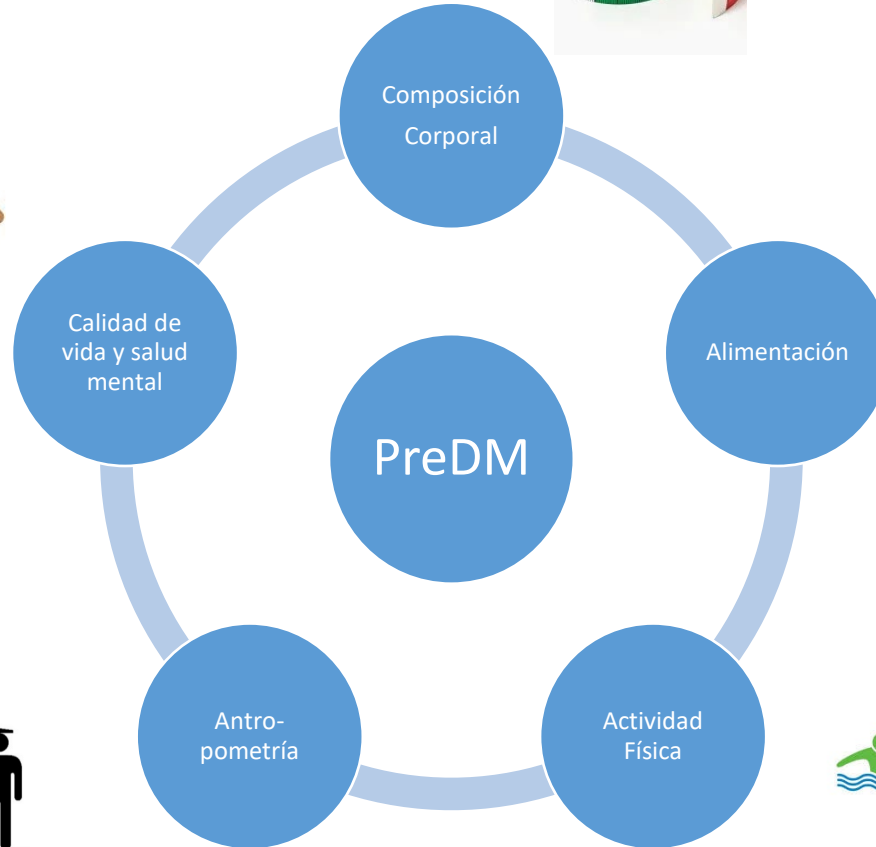 Composición
Corporal
Calidad de
vida y salud
mental
Alimentación
PreDM
Antro-
pometría
Actividad
Física